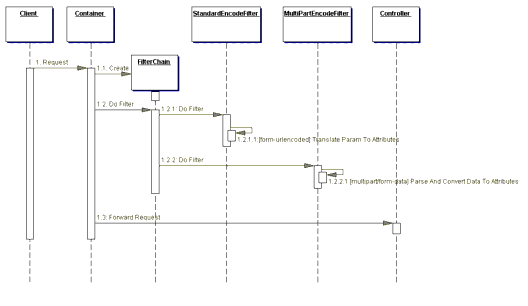 Client
Container
StandardEncodeFilter
MultiPartEncodeFilter
Controller
FilterChain
1. Request
1.1. Create
1.2. Do Filter
1.2.1. Do Filter
1.2.1.1.[form-urlencoded] Translate Param To Attributes
1.2.2. Do Filter
1.2.2.1.[multipart/form-data] Parse And Convert Data To Attributes
1.3. Forward Request